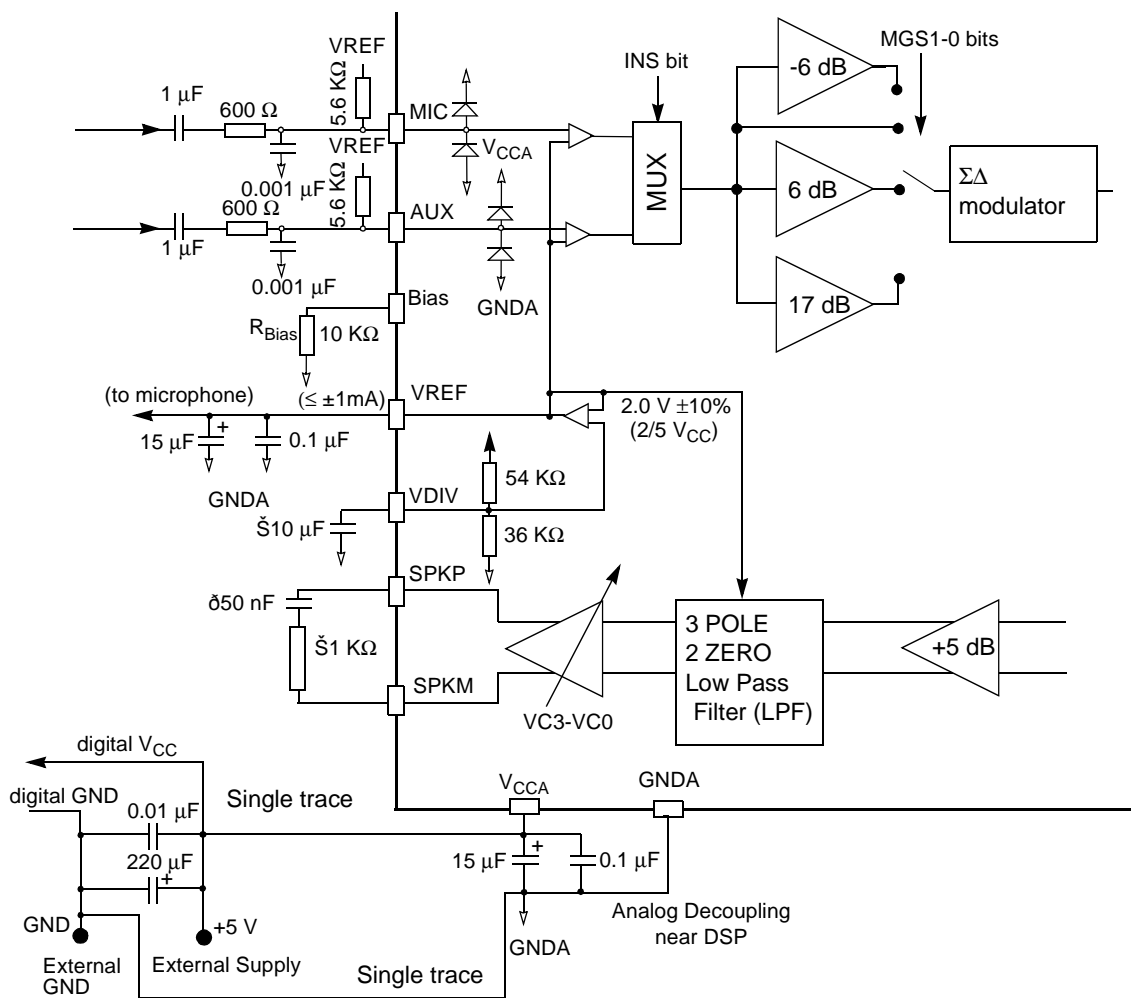 VREF
5.6 KΩ
1 μF
600 Ω
MIC
0.001 μF
VREF
5.6 KΩ
VCCA
INS bit
MUX
MGS1-0 bits
-6 dB
6 dB
17 dB
ΣΔ
modulator
600 Ω
AUX
1 μF
0.001 μF
GNDA
Bias
RBias
10 KΩ
(to microphone)
(≤ ±1mA)
VREF
2.0 V ±10%
(2/5 VCC)
15 μF
+
0.1 μF
GNDA
54 KΩ
VDIV
Š10 μF
36 KΩ
SPKP
ð50 nF
Š1 KΩ
SPKM
VC3-VC0
3 POLE
2 ZERO
Low Pass
Filter (LPF)
+5 dB
digital VCC
digital GND
0.01 μF
Single trace
VCCA
GNDA
220 μF
+
15 μF
+
0.1 μF
GND
+5 V
GNDA
Analog Decoupling
near DSP
External
GND
External Supply
Single trace